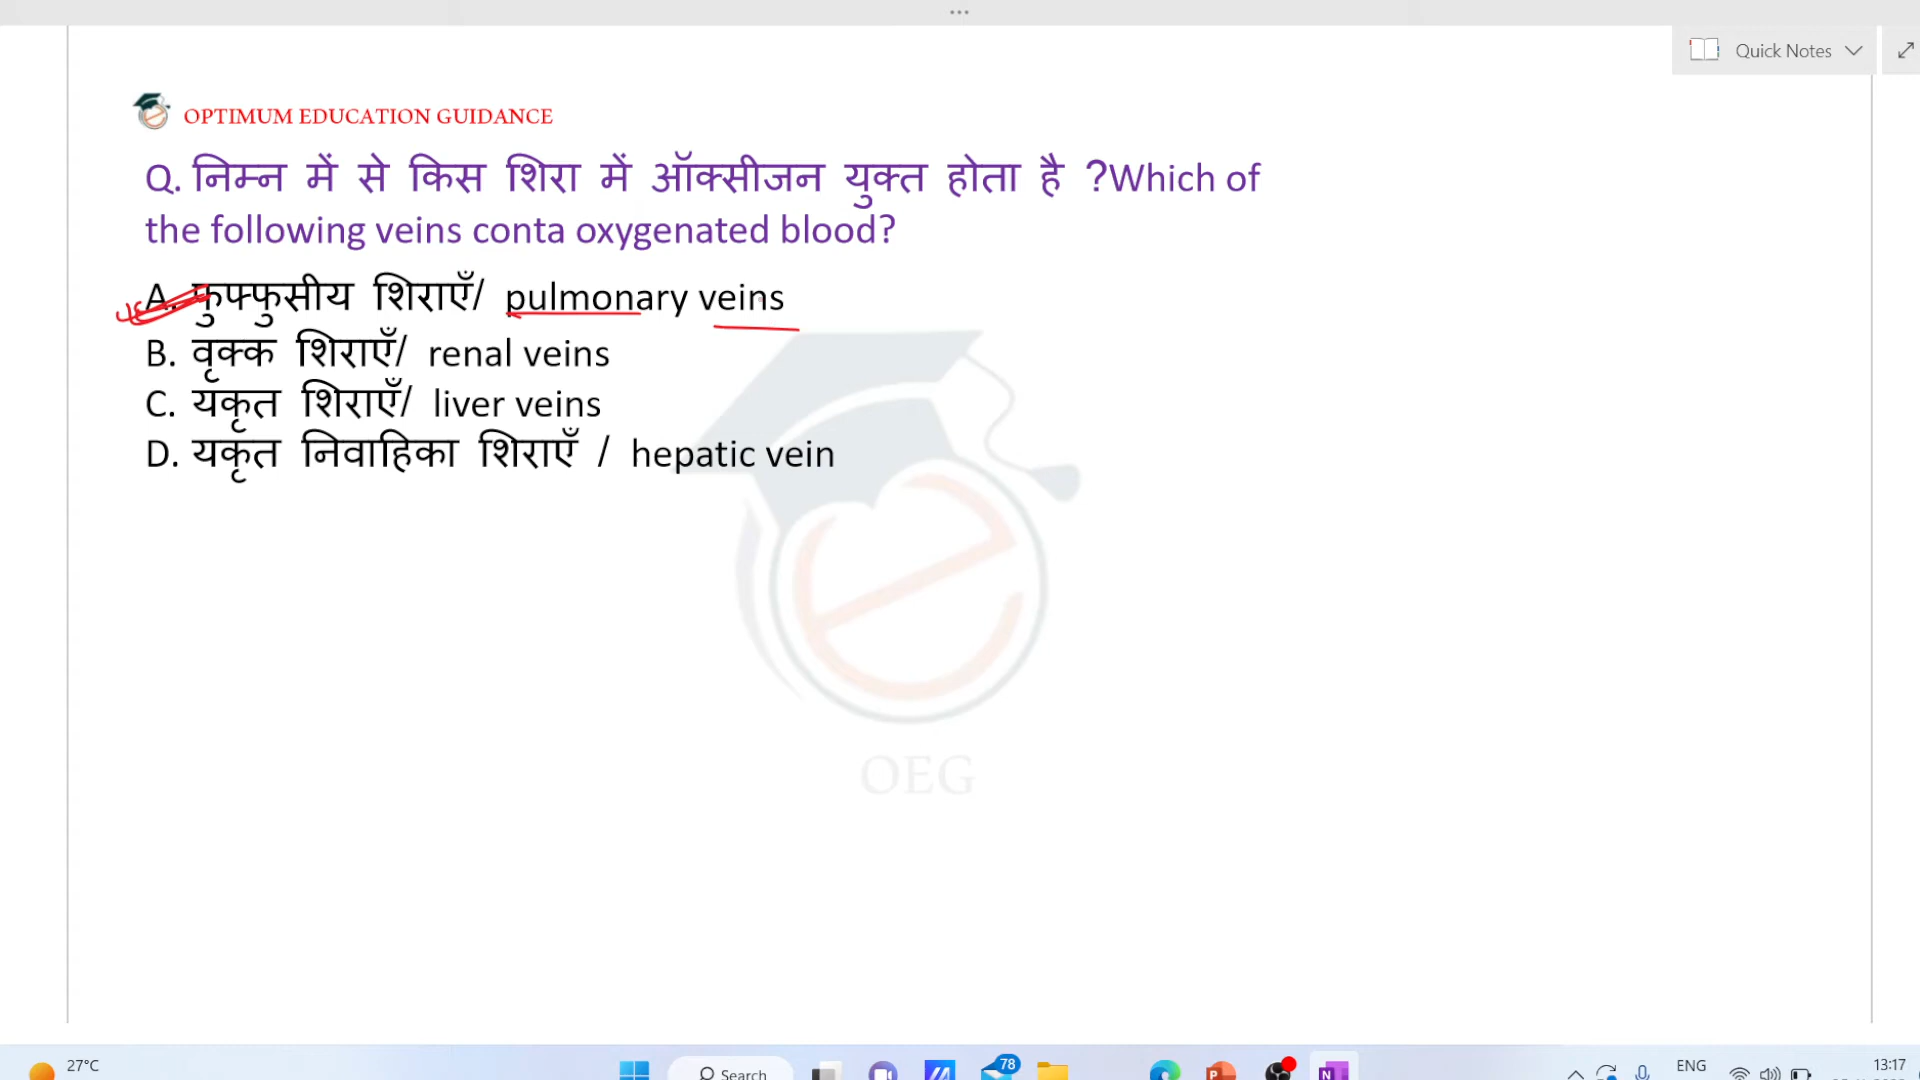 Quick Notes
OPTIMUM EDUCATION GUIDANCE
Q. निम्न में से किस शिरा में ऑक्सीजन युक्त होता है ?Which of
the following veins conta oxygenated blood?
A. फुफ्फुसीय शिराएँ/ pulmonary veins
B. वृक्क शिराएँ/ renal veins
C. यकृत शिराएँ/ liver veins
D. यकृत निवाहिका शिराएँ / hepatic vein
OEG
27°C
Search
78
ENG
13:17